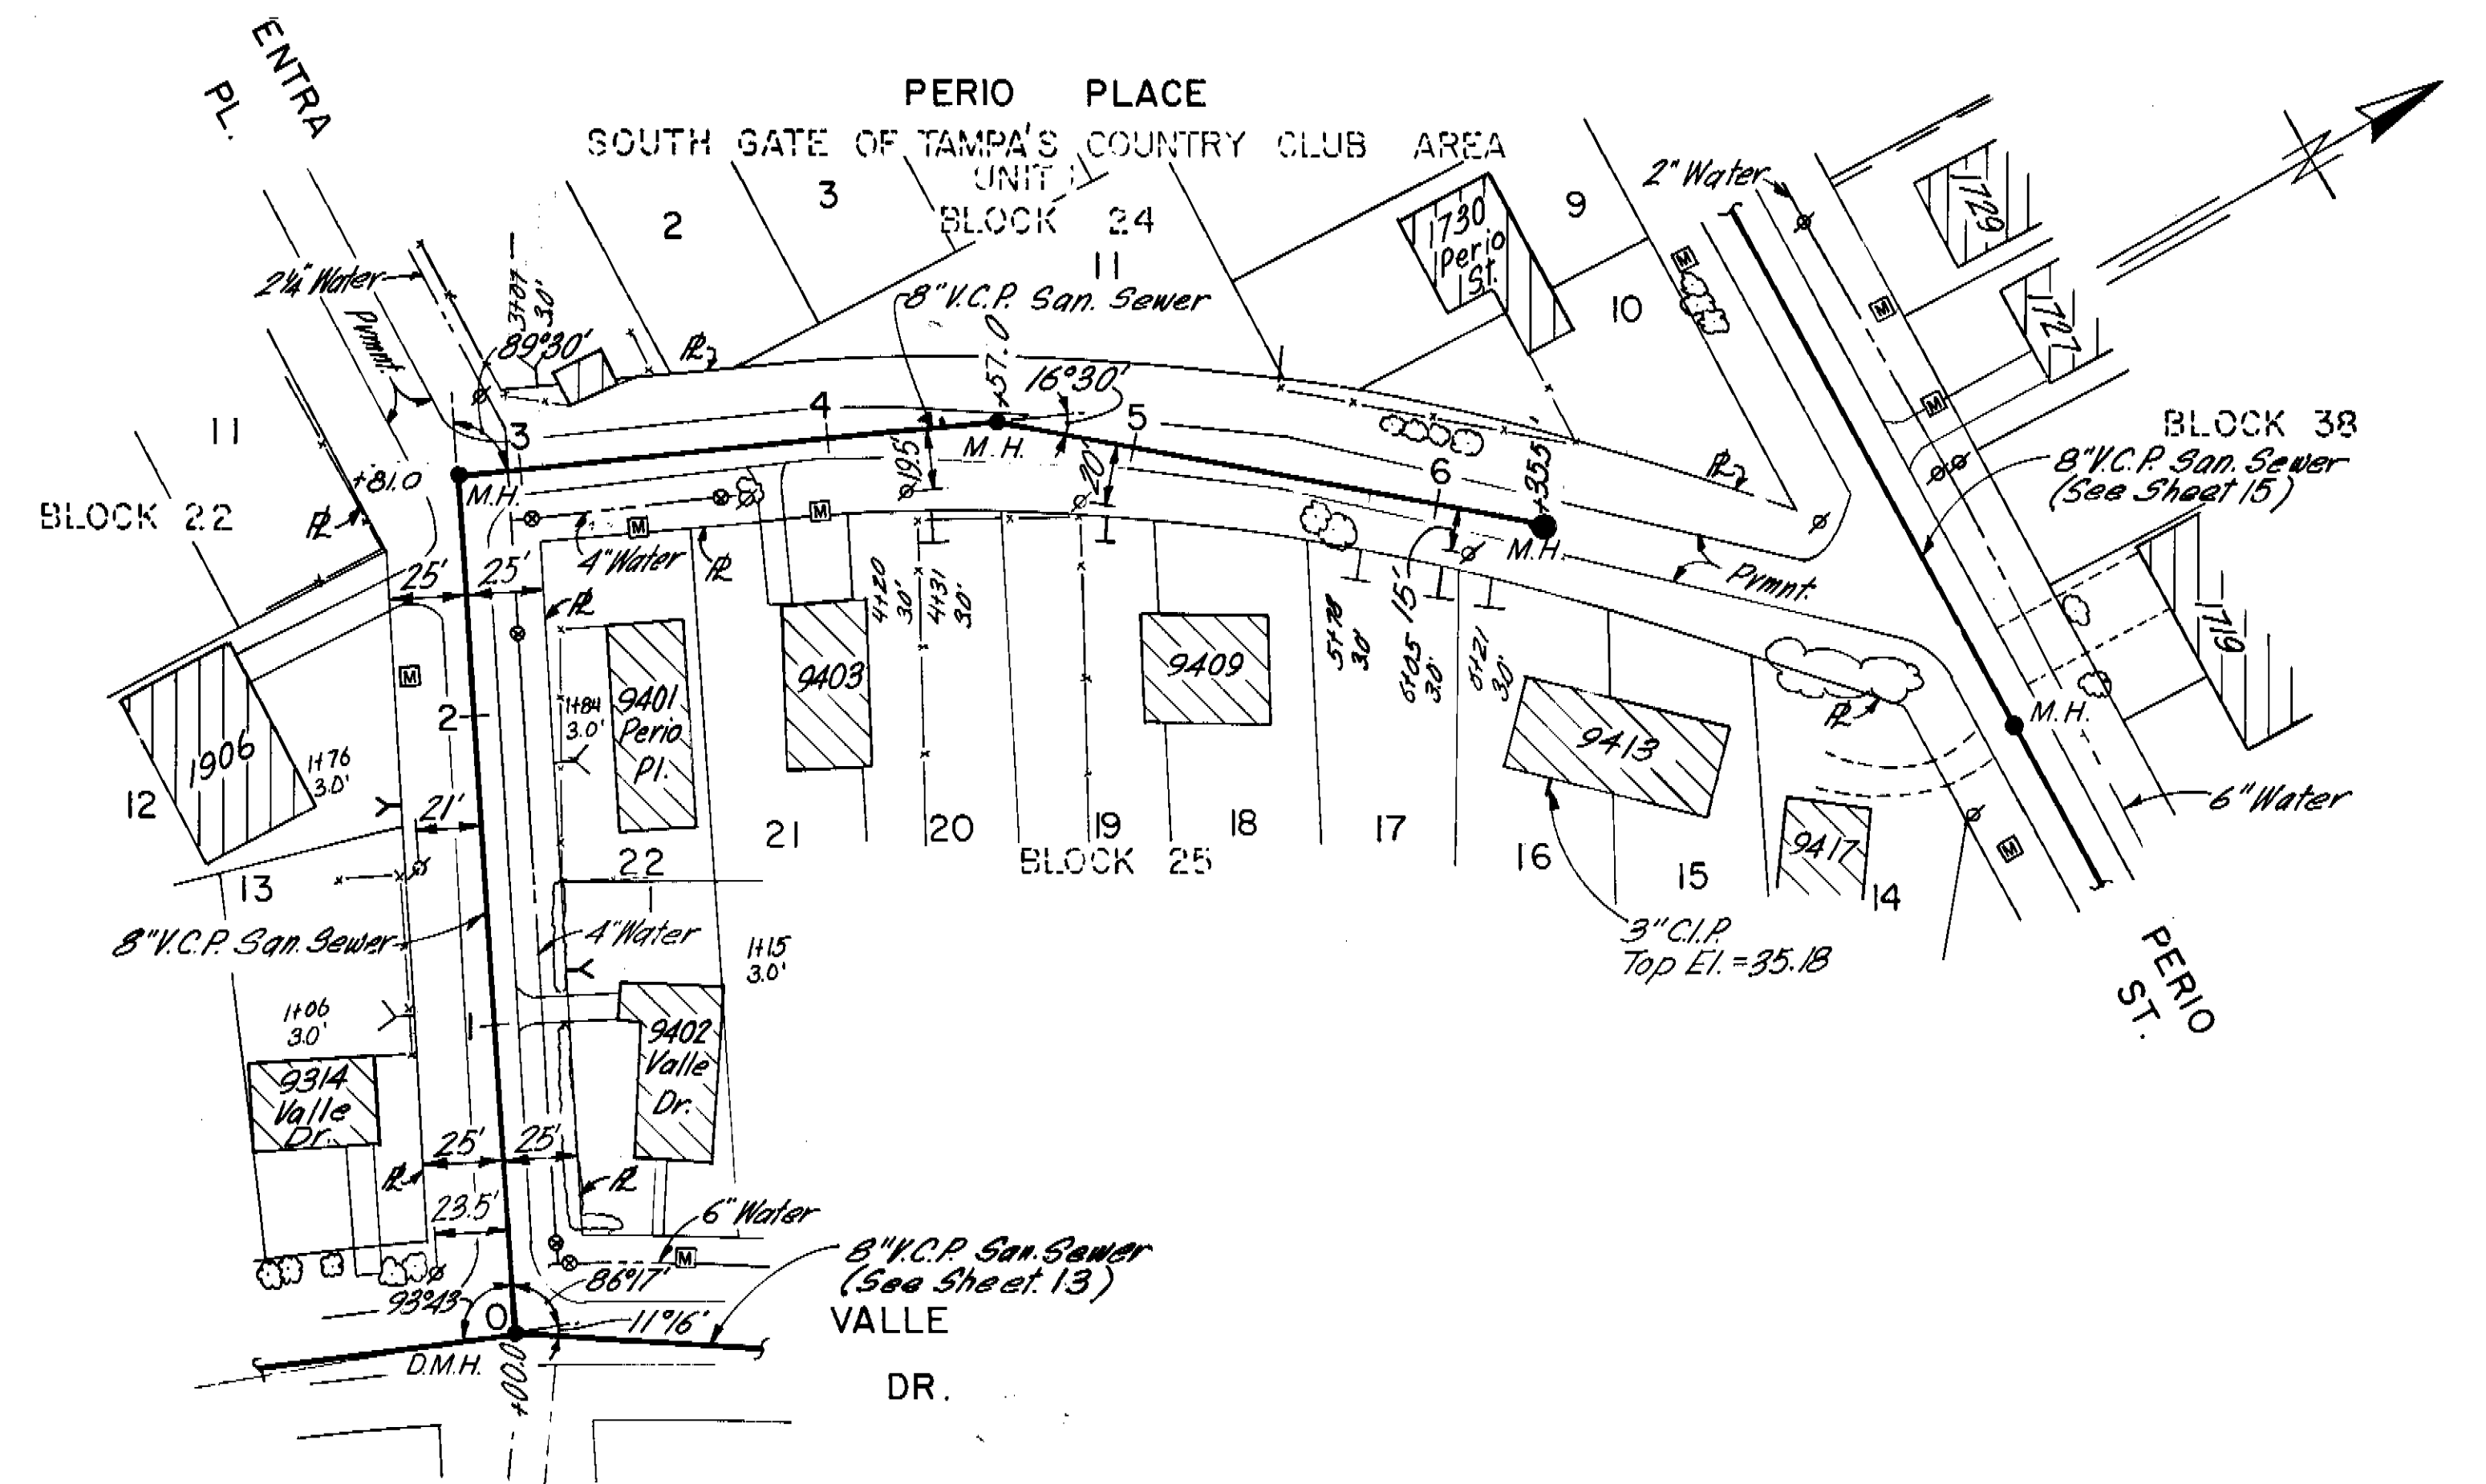 ENTRA
PL.
PERIO PLACE
SOUTH GATE OF TAMPA'S COUNTRY CLUB AREA
UNIT 1
BLOCK 24
2
3
11
9
10
1730
Perio
St.
2" Water
1729
1727
BLOCK 38
8" V.C.P. San. Sewer
(See Sheet 15)
1719
2¼" Water
Pvmnt.
3+07
3.0'
89°30'
8" V.C.P. San. Sewer
+57.0
16°30'
11
BLOCK 22
+81.0
M.H.
3
4
19.5'
M.H.
20'
5
6
+35.5'
M.H.
Pvmnt.
M.H.
6" Water
25'
25'
4" Water
4+20
3.0'
4+31
3.0'
5+78
3.0'
15'
6+05
3.0'
6+21
3.0'
1906
12
1+76
3.0'
2
21'
1+84
3.0'
9401
Perio
Pl.
9403
9409
9413
9417
22
21
20
19
18
17
16
15
14
BLOCK 25
13
8" V.C.P. San. Sewer
1
4" Water
1+15
3.0'
3" C.I.P.
Top El. = 35.18
PERIO
ST.
1+06
3.0'
1
9314
Valle
Dr.
9402
Valle
Dr.
25'
25'
23.5'
6" Water
8" V.C.P. San. Sewer
(See Sheet 13)
86°17'
93°43'
0
11°16'
VALLE
DR.
D.M.H.
+00.0